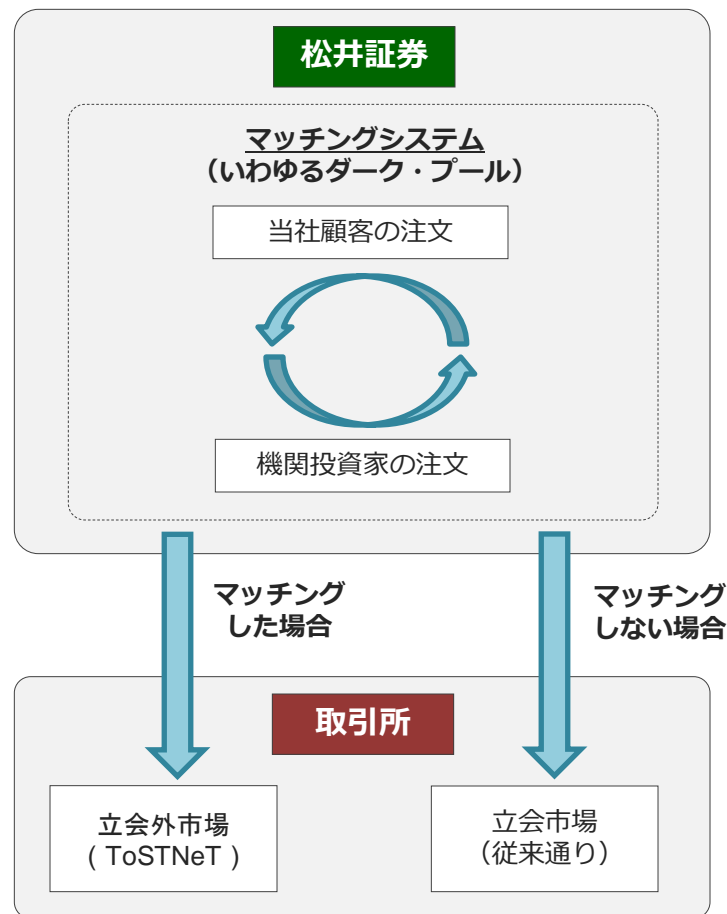 松井証券
マッチングシステム
（いわゆるダーク・プール）
当社顧客の注文
機関投資家の注文
マッチング
した場合
マッチング
しない場合
取引所
立会外市場
( ToSTNeT )
立会市場
（従来通り）